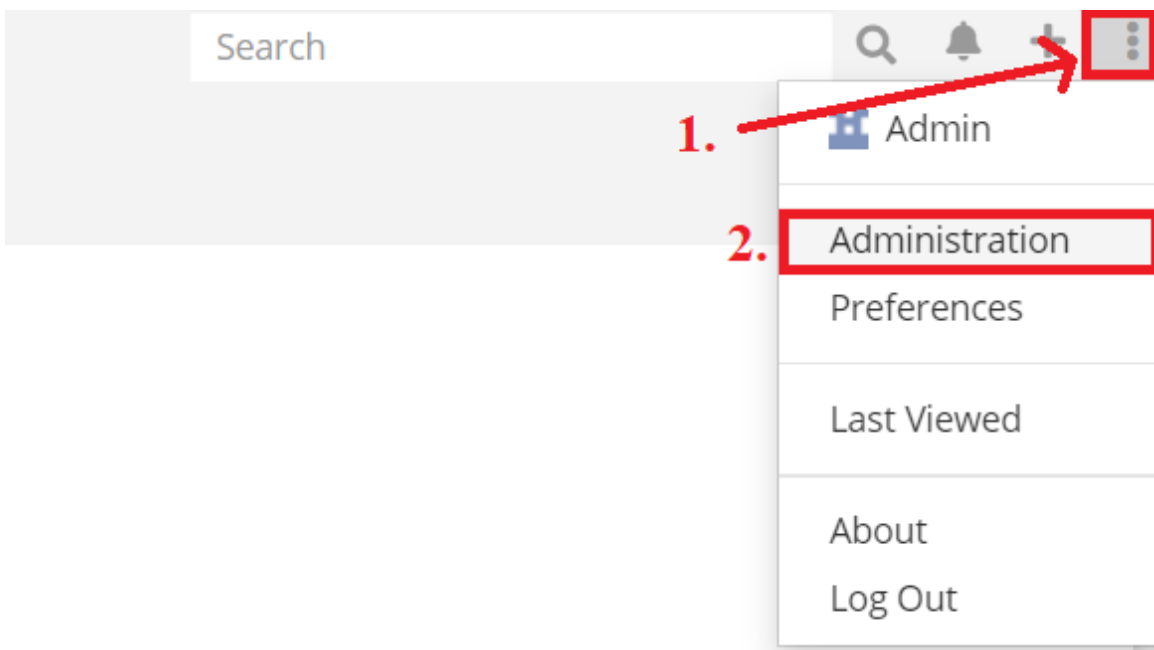 Search
1.
Admin
2.
Administration
Preferences
Last Viewed
About
Log Out